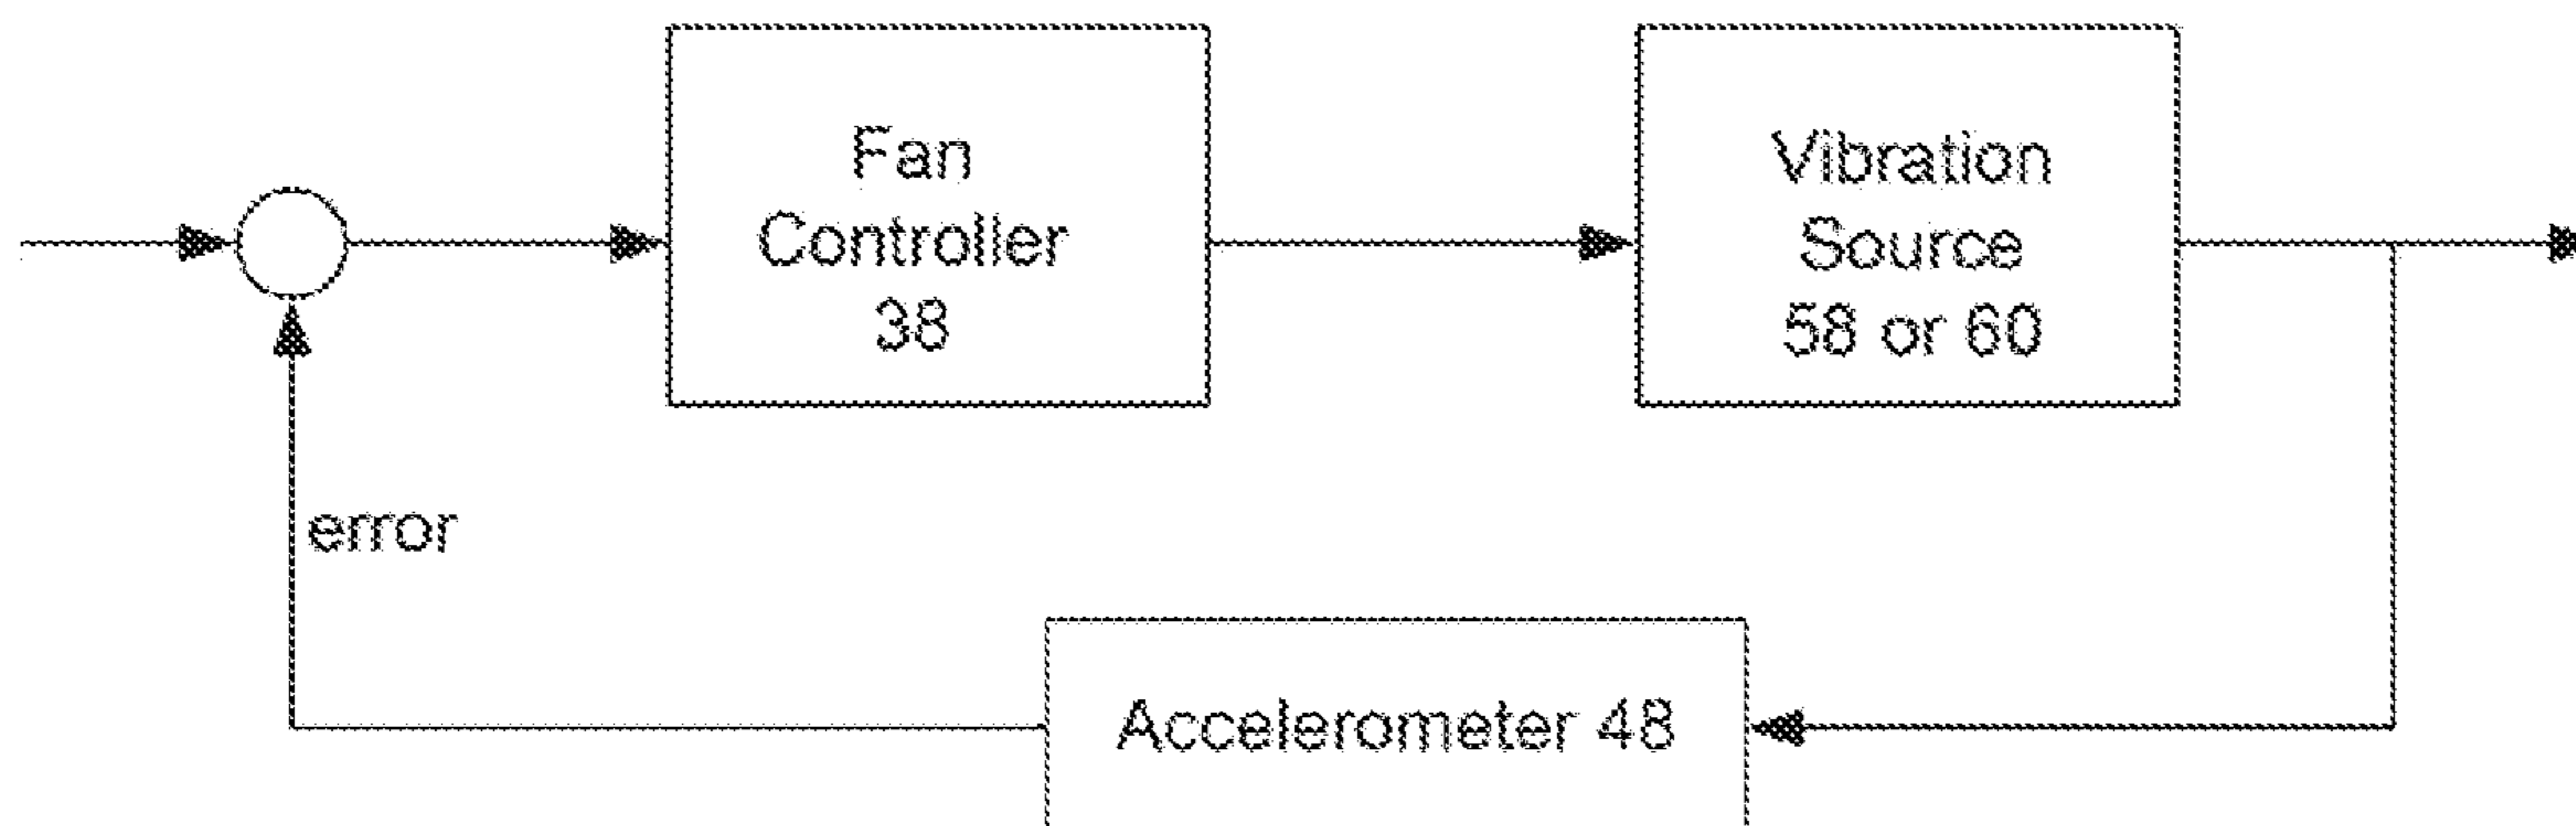 Fan
Controller
38
Vibration
Source
58 or 60
error
Accelerometer 48